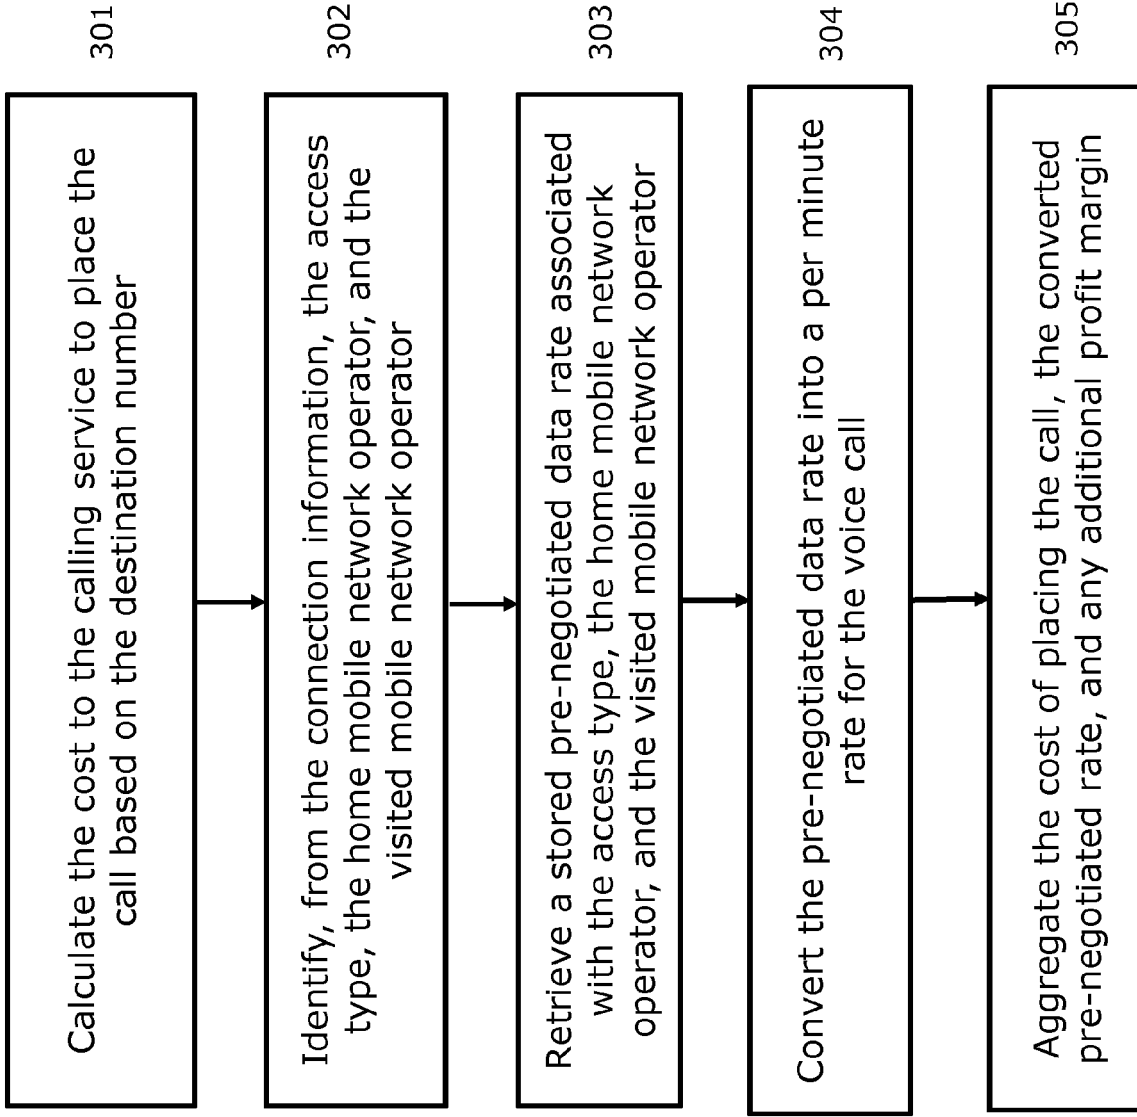 Calculate the cost to the calling service to place the
call based on the destination number
301
Identify, from the connection information, the access
type, the home mobile network operator, and the
visited mobile network operator
302
Retrieve a stored pre-negotiated data rate associated
with the access type, the home mobile network
operator, and the visited mobile network operator
303
Convert the pre-negotiated data rate into a per minute
rate for the voice call
304
Aggregate the cost of placing the call, the converted
pre-negotiated rate, and any additional profit margin
305